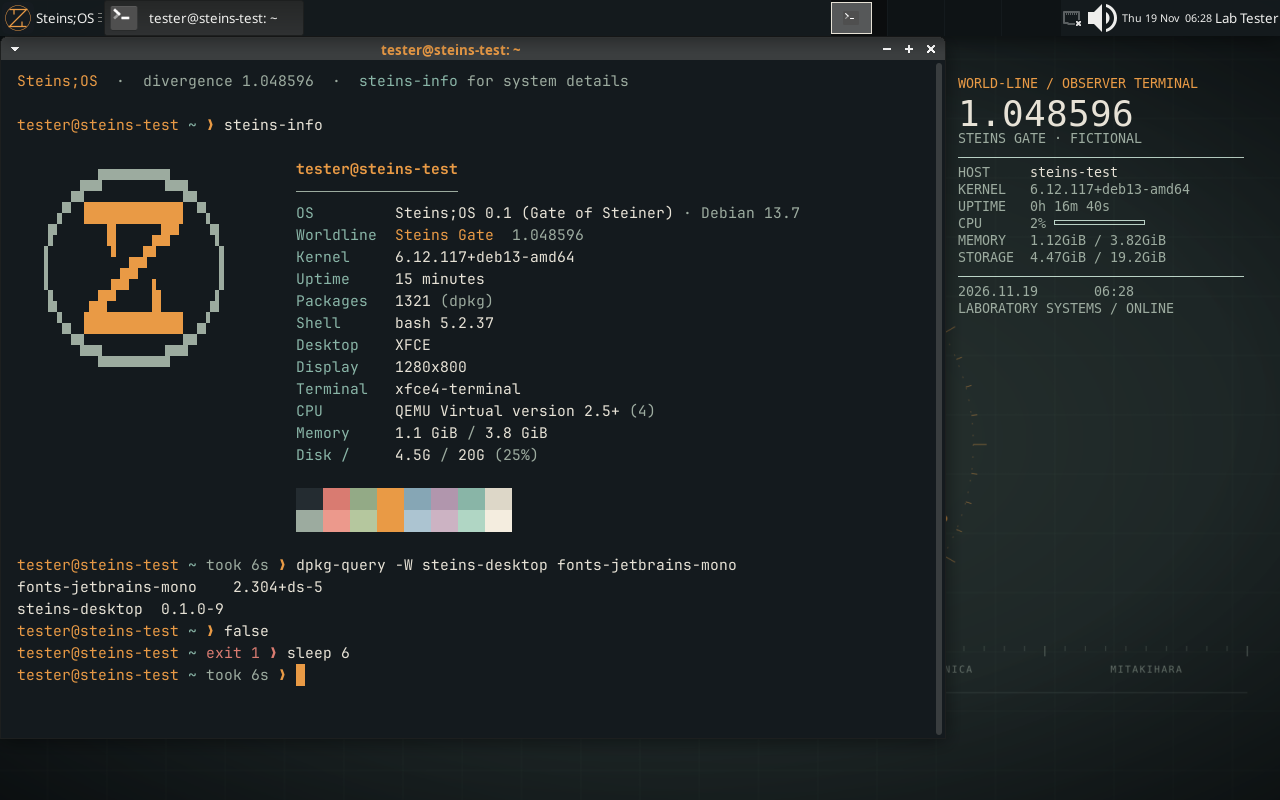 Steins;OS
tester@steins-test: ~
Thu 19 Nov 06:28 Lab Tester
tester@steins-test: ~
Steins;OS · divergence 1.048596 · steins-info for system details
tester@steins-test ~ ❱ steins-info
tester@steins-test
OS Steins;OS 0.1 (Gate of Steiner) · Debian 13.7
Worldline Steins Gate 1.048596
Kernel 6.12.117+deb13-amd64
Uptime 15 minutes
Packages 1321 (dpkg)
Shell bash 5.2.37
Desktop XFCE
Display 1280x800
Terminal xfce4-terminal
CPU QEMU Virtual version 2.5+ (4)
Memory 1.1 GiB / 3.8 GiB
Disk / 4.5G / 20G (25%)
tester@steins-test ~ took 6s ❱ dpkg-query -W steins-desktop fonts-jetbrains-mono
fonts-jetbrains-mono 2.304+ds-5
steins-desktop 0.1.0-9
tester@steins-test ~ ❱ false
tester@steins-test ~ exit 1 ❱ sleep 6
tester@steins-test ~ took 6s ❱
WORLD-LINE / OBSERVER TERMINAL
1.048596
STEINS GATE · FICTIONAL
HOST steins-test
KERNEL 6.12.117+deb13-amd64
UPTIME 0h 16m 40s
CPU 2%
MEMORY 1.12GiB / 3.82GiB
STORAGE 4.47GiB / 19.2GiB
2026.11.19 06:28
LABORATORY SYSTEMS / ONLINE
NICA MITAKIHARA